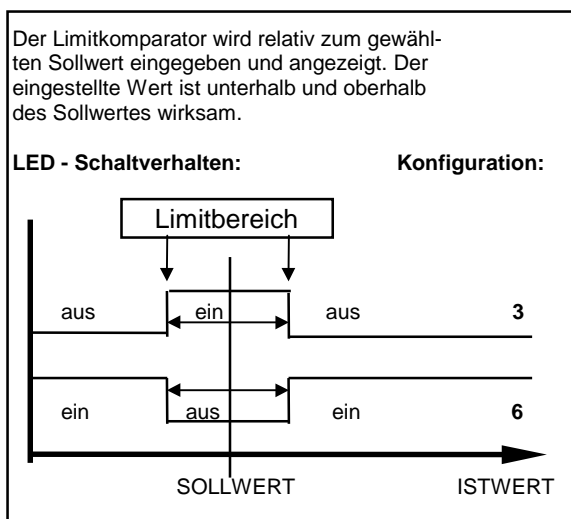 Der Limitkomparator wird relativ zum gewähl-
ten Sollwert eingegeben und angezeigt. Der
eingestellte Wert ist unterhalb und oberhalb
des Sollwertes wirksam.
LED - Schaltverhalten: Konfiguration:
Limitbereich
aus ein aus 3
ein aus ein 6
SOLLWERT ISTWERT